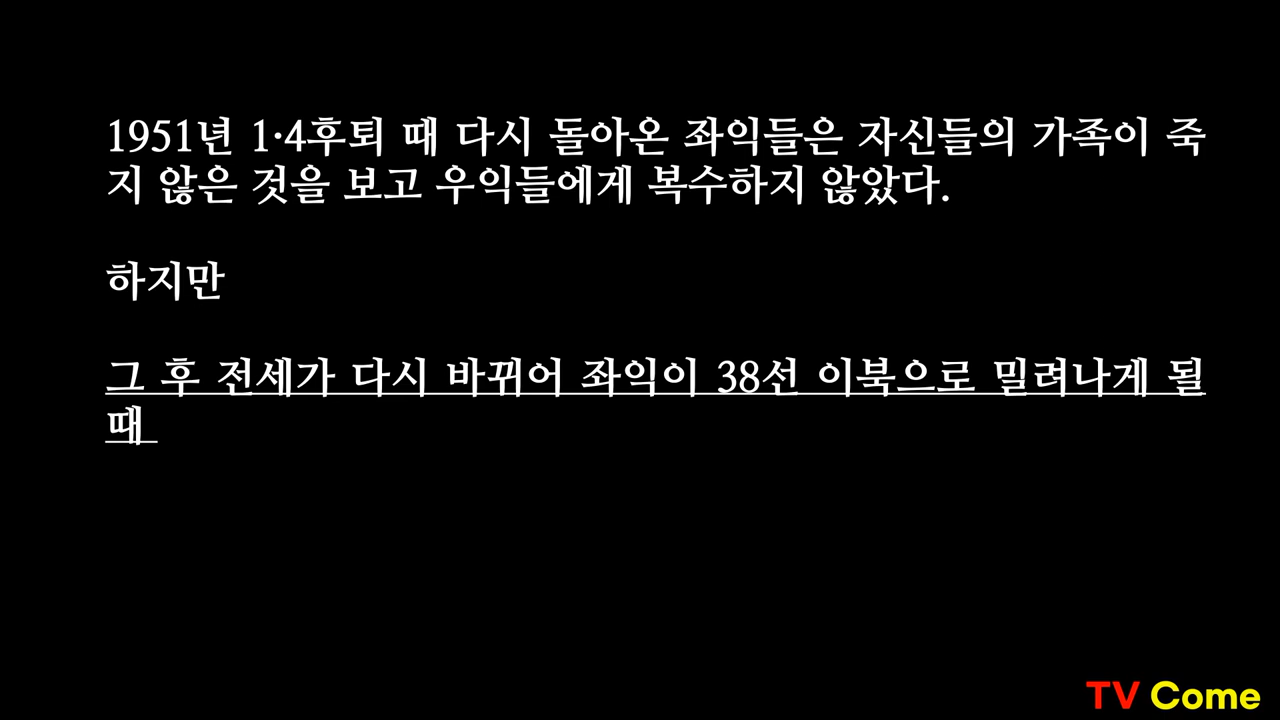 1951년 1·4후퇴 때 다시 돌아온 좌익들은 자신들의 가족이 죽
지 않은 것을 보고 우익들에게 복수하지 않았다.
하지만
그 후 전세가 다시 바뀌어 좌익이 38선 이북으로 밀려나게 될
때
TV Come